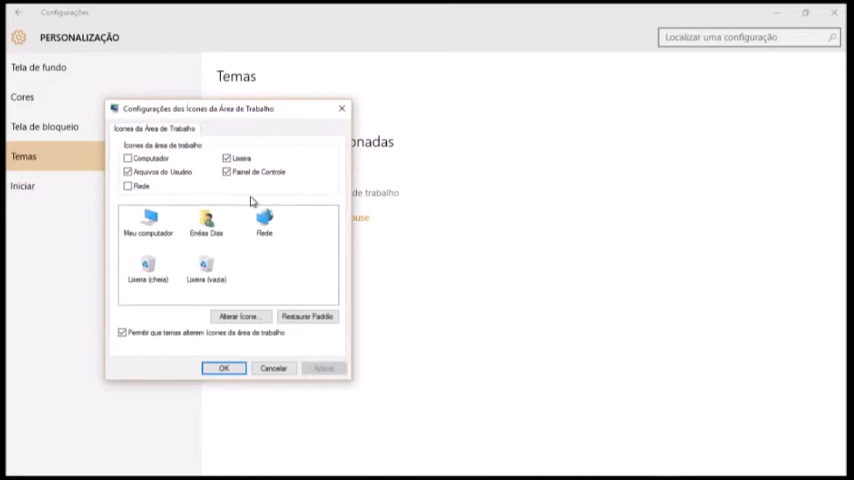 Configurações
PERSONALIZAÇÃO
Localizar uma configuração
Tela de fundo
Cores
Tela de bloqueio
Temas
Iniciar
Temas
onadas
de trabalho
ouse
Configurações dos Ícones da Área de Trabalho
Ícones da Área de Trabalho
Ícones da área de trabalho
Computador
Lixeira
Arquivos do Usuário
Painel de Controle
Rede
Meu computador
Enéas Dias
Rede
Lixeira (cheia)
Lixeira (vazia)
Alterar Ícone...
Restaurar Padrão
Permitir que temas alterem ícones da área de trabalho
OK
Cancelar
Aplicar